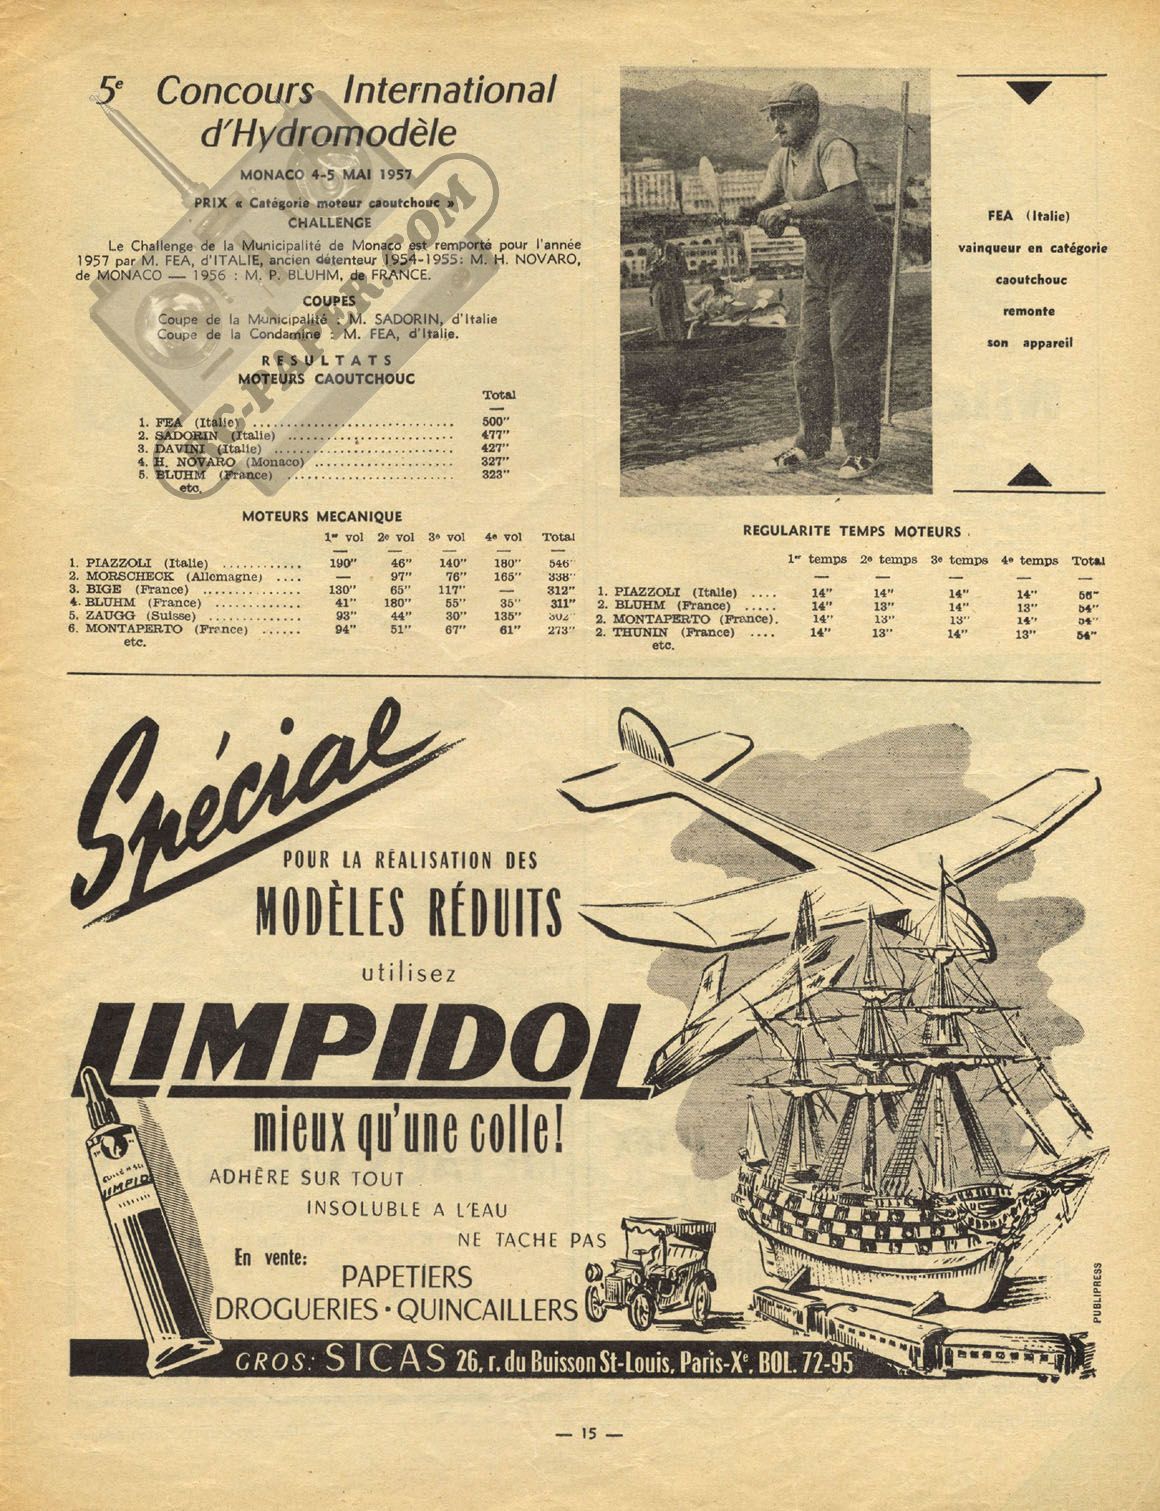 5e Concours International
d'Hydromodèle
MONACO 4-5 MAI 1957
PRIX « Catégorie moteur caoutchouc »
CHALLENGE
Le Challenge de la Municipalité de Monaco est remporté pour l'année
1957 par M. FEA, d'ITALIE, ancien détenteur 1954-1955: M. H. NOVARO,
de MONACO — 1956 : M. P. BLUHM, de FRANCE.
COUPES
Coupe de la Municipalité : M. SADORIN, d'Italie
Coupe de la Condamine : M. FEA, d'Italie.
RESULTATS
MOTEURS CAOUTCHOUC
Total
1. FEA (Italie) .............................. 500"
2. SADORIN (Italie) ........................ 477"
3. DAVINI (Italie) .......................... 427"
4. H. NOVARO (Monaco) .................... 327"
5. BLUHM (France) ........................ 323"
etc.
RC-PAPER.COM
FEA (Italie)
vainqueur en catégorie
caoutchouc
remonte
son appareil
MOTEURS MECANIQUE
1er vol 2e vol 3e vol 4e vol Total
1. PIAZZOLI (Italie) ............ 190" 46" 140" 180" 546"
2. MORSCHECK (Allemagne) .... — 97" 76" 165" 338"
3. BIGE (France) .............. 130" 65" 117" — 312"
4. BLUHM (France) ............ 41" 180" 55" 35" 311"
5. ZAUGG (Suisse) ............. 93" 44" 30" 135" 302"
6. MONTAPERTO (France) ...... 94" 51" 67" 61" 273"
etc.
REGULARITE TEMPS MOTEURS
1er temps 2e temps 3e temps 4e temps Total
1. PIAZZOLI (Italie) .... 14" 14" 14" 14" 56"
2. BLUHM (France) ..... 14" 13" 14" 13" 54"
2. MONTAPERTO (France). 14" 13" 13" 14" 54"
2. THUNIN (France) .... 14" 13" 14" 13" 54"
etc.
Spécial
POUR LA RÉALISATION DES
MODÈLES RÉDUITS
utilisez
LIMPIDOL
mieux qu'une colle!
ADHÈRE SUR TOUT
INSOLUBLE A L'EAU
NE TACHE PAS
En vente:
PAPETIERS
DROGUERIES • QUINCAILLERS
LIMPIDOL
PUBLIPRESS
GROS: SICAS 26, r. du Buisson St-Louis, Paris-Xe. BOL. 72-95
— 15 —